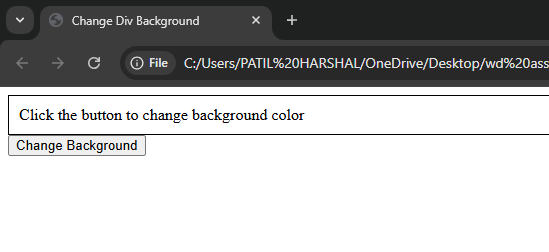 Change Div Background
File
C:/Users/PATIL%20HARSHAL/OneDrive/Desktop/wd%20ass
Click the button to change background color
Change Background